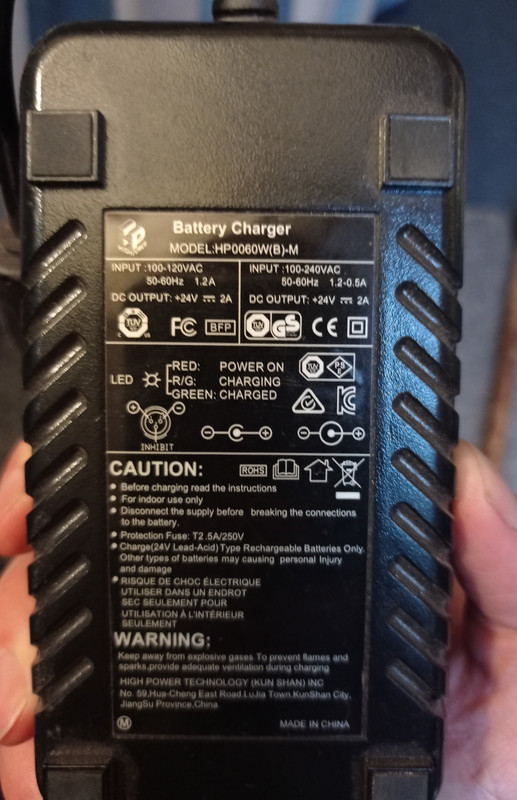 Battery Charger
MODEL:HP0060W(B)-M
INPUT :100-120VAC
50-60Hz 1.2A
DC OUTPUT: +24V ⎓ 2A
TUV
FC
BFP
INPUT :100-240VAC
50-60Hz 1.2-0.5A
DC OUTPUT: +24V ⎓ 2A
TUV GS CE
LED
RED: POWER ON
R/G: CHARGING
GREEN: CHARGED
TUV
PS E
INHIBIT
CAUTION:
ROHS
● Before charging read the instructions
● For indoor use only
● Disconnect the supply before breaking the connections
to the battery.
● Protection Fuse: T2.5A/250V
● Charge(24V Lead-Acid) Type Rechargeable Batteries Only.
Other types of batteries may causing personal Injury
and damage
● RISQUE DE CHOC ÉLECTRIQUE
UTILISER DANS UN ENDROT
SEC SEULEMENT POUR
UTILISATION À L'INTÉRIEUR
SEULEMENT
WARNING:
Keep away from explosive gases To prevent flames and
sparks,provide adequate ventilation during charging
HIGH POWER TECHNOLOGY (KUN SHAN) INC
No. 59,Hua-Cheng East Road.LuJia Town.KunShan City,
JiangSu Province,China
M
MADE IN CHINA